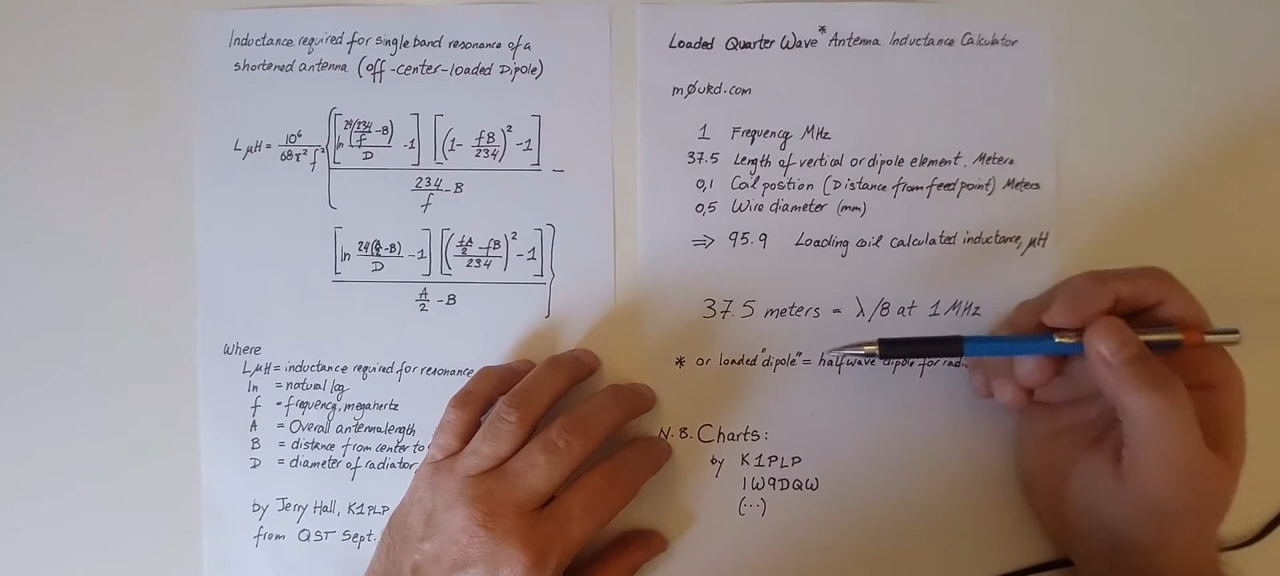 Inductance required for single band resonance of a
shortened antenna (off-center-loaded Dipole)
LμH = 10⁶/(68π²f²) { [ln (24(234/f − B)/D) − 1] [(1 − fB/234)² − 1] / (234/f − B) −
[ln (24(A/2 − B)/D) − 1] [((fA/2 − fB)/234)² − 1] / (A/2 − B) }
Where
LμH = inductance required for resonance
ln = natural log
f = frequency, megahertz
A = Overall antenna length
B = distance from center to
D = diameter of radiator
by Jerry Hall, K1PLP
from QST Sept.
Loaded Quarter Wave* Antenna Inductance Calculator
mØukd.com
1 Frequency MHz
37.5 Length of vertical or dipole element, Meters
0,1 Coil position (Distance from feedpoint) Meters
0,5 Wire diameter (mm)
⇒ 95.9 Loading coil calculated inductance, μH
37.5 meters = λ/8 at 1 MHz
* or loaded "dipole" = halfwave dipole for
N.B. Charts:
by K1PLP
IW9DQW
(...)